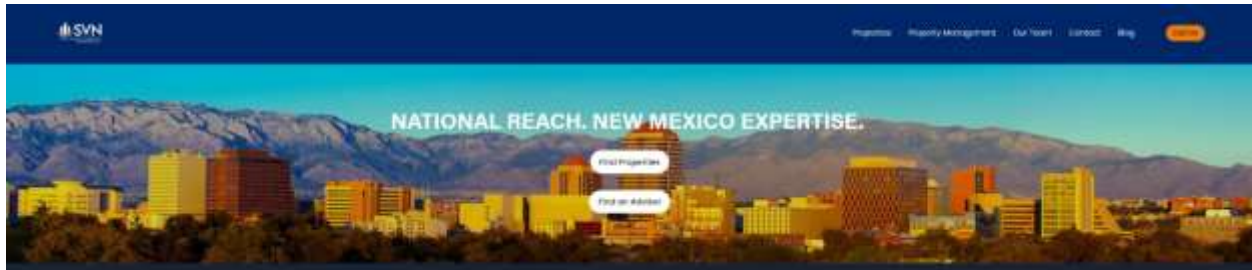 SVN
Properties Property Management Our Team Contact Blog
NATIONAL REACH. NEW MEXICO EXPERTISE.
Find Properties
Find an Advisor